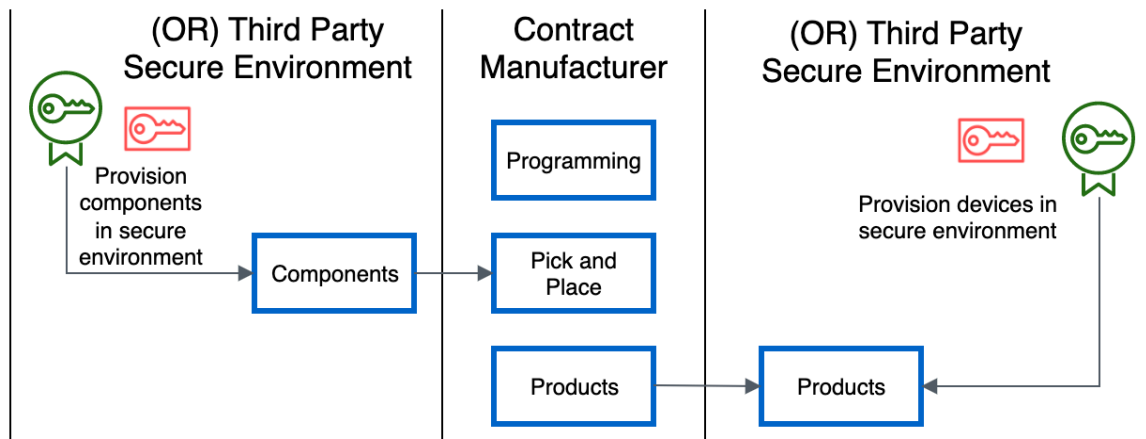 (OR) Third Party
Secure Environment
Provision
components
in secure
environment
Components
Contract
Manufacturer
Programming
Pick and
Place
Products
(OR) Third Party
Secure Environment
Provision devices in
secure environment
Products